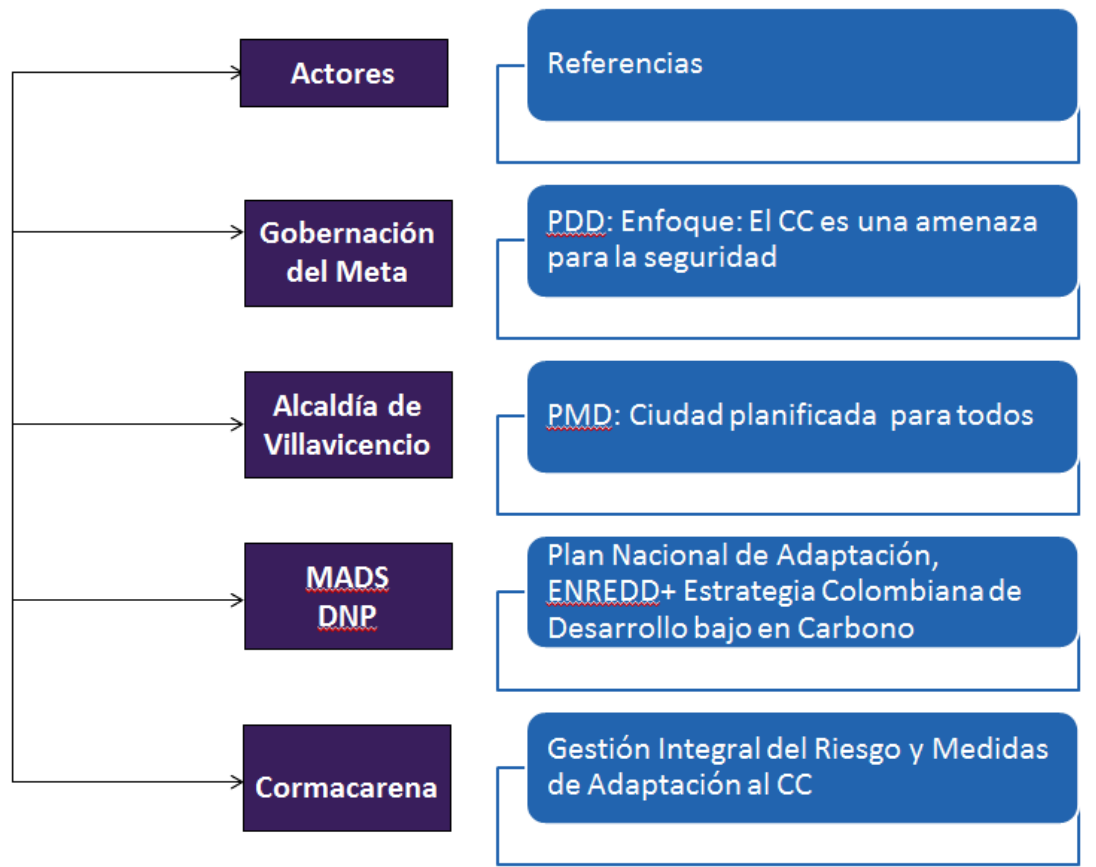 Actores
Referencias
Gobernación
del Meta
PDD: Enfoque: El CC es una amenaza
para la seguridad
Alcaldía de
Villavicencio
PMD: Ciudad planificada para todos
MADS
DNP
Plan Nacional de Adaptación,
ENREDD+ Estrategia Colombiana de
Desarrollo bajo en Carbono
Cormacarena
Gestión Integral del Riesgo y Medidas
de Adaptación al CC